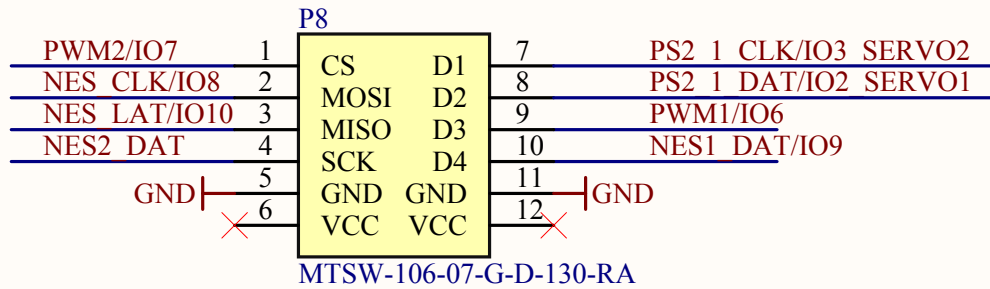 P8
PWM2/IO7 1 CS D1 7 PS2_1_CLK/IO3_SERVO2
NES_CLK/IO8 2 MOSI D2 8 PS2_1_DAT/IO2_SERVO1
NES_LAT/IO10 3 MISO D3 9 PWM1/IO6
NES2_DAT 4 SCK D4 10 NES1_DAT/IO9
GND 5 GND GND 11 GND
6 VCC VCC 12
MTSW-106-07-G-D-130-RA